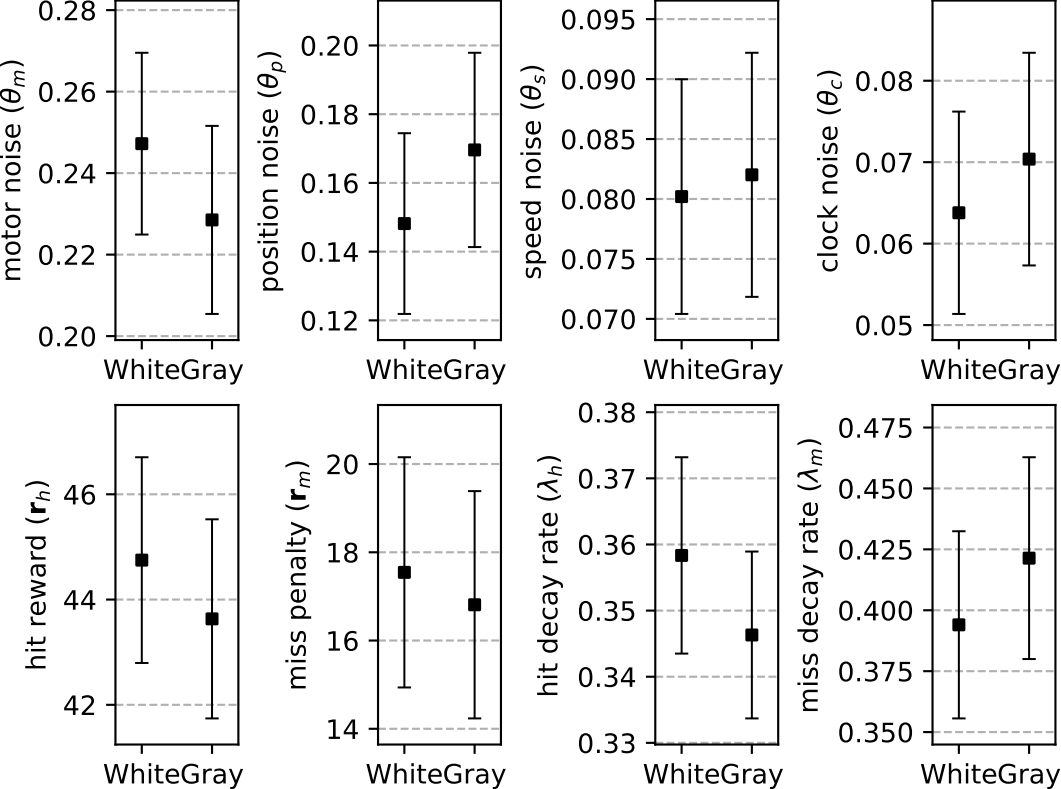 motor noise (θm)
0.28
0.26
0.24
0.22
0.20
WhiteGray
position noise (θp)
0.20
0.18
0.16
0.14
0.12
WhiteGray
speed noise (θs)
0.095
0.090
0.085
0.080
0.075
0.070
WhiteGray
clock noise (θc)
0.08
0.07
0.06
0.05
WhiteGray
hit reward (rh)
46
44
42
WhiteGray
miss penalty (rm)
20
18
16
14
WhiteGray
hit decay rate (λh)
0.38
0.37
0.36
0.35
0.34
0.33
WhiteGray
miss decay rate (λm)
0.475
0.450
0.425
0.400
0.375
0.350
WhiteGray